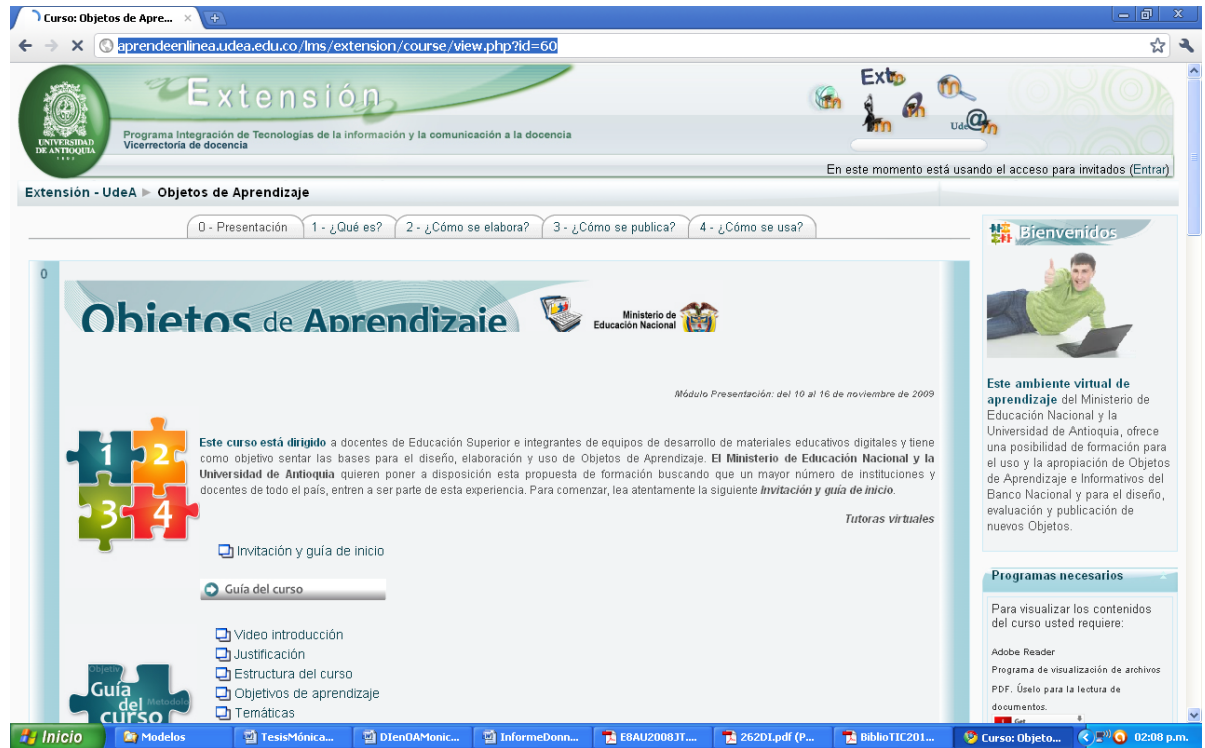 Curso: Objetos de Apre...
aprendeenlinea.udea.edu.co/lms/extension/course/view.php?id=60
UNIVERSIDAD
DE ANTIOQUIA
1803
Extensión
Programa Integración de Tecnologías de la información y la comunicación a la docencia
Vicerrectoría de docencia
Exto
Ude@
En este momento está usando el acceso para invitados (Entrar)
Extensión - UdeA ► Objetos de Aprendizaje
0 - Presentación 1 - ¿Qué es? 2 - ¿Cómo se elabora? 3 - ¿Cómo se publica? 4 - ¿Cómo se usa?
0
Objetos de Aprendizaje
Ministerio de
Educación Nacional
Módulo Presentación: del 10 al 16 de noviembre de 2009
1 2
3 4
Este curso está dirigido a docentes de Educación Superior e integrantes de equipos de desarrollo de materiales educativos digitales y tiene
como objetivo sentar las bases para el diseño, elaboración y uso de Objetos de Aprendizaje. El Ministerio de Educación Nacional y la
Universidad de Antioquia quieren poner a disposición esta propuesta de formación buscando que un mayor número de instituciones y
docentes de todo el país, entren a ser parte de esta experiencia. Para comenzar, lea atentamente la siguiente Invitación y guía de inicio.
Tutoras virtuales
Invitación y guía de inicio
Guía del curso
Video introducción
Justificación
Estructura del curso
Objetivos de aprendizaje
Temáticas
Objetiv
Guía
del
curso
Metodolo
Bienvenidos
Este ambiente virtual de
aprendizaje del Ministerio de
Educación Nacional y la
Universidad de Antioquia, ofrece
una posibilidad de formación para
el uso y la apropiación de Objetos
de Aprendizaje e Informativos del
Banco Nacional y para el diseño,
evaluación y publicación de
nuevos Objetos.
Programas necesarios
Para visualizar los contenidos
del curso usted requiere:
Adobe Reader
Programa de visualización de archivos
PDF. Úselo para la lectura de
documentos.
Get
Inicio
Modelos
TesisMónica...
DIenOAMonic...
InformeDonn...
E8AU2008JT....
262DI.pdf (P...
BiblioTIC201...
Curso: Objeto...
02:08 p.m.